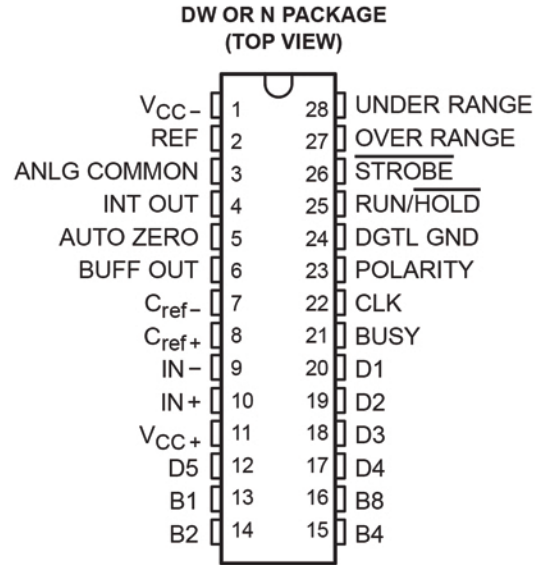 DW OR N PACKAGE
(TOP VIEW)
VCC− 1 28 UNDER RANGE
REF 2 27 OVER RANGE
ANLG COMMON 3 26 STROBE
INT OUT 4 25 RUN/HOLD
AUTO ZERO 5 24 DGTL GND
BUFF OUT 6 23 POLARITY
Cref− 7 22 CLK
Cref+ 8 21 BUSY
IN− 9 20 D1
IN+ 10 19 D2
VCC+ 11 18 D3
D5 12 17 D4
B1 13 16 B8
B2 14 15 B4